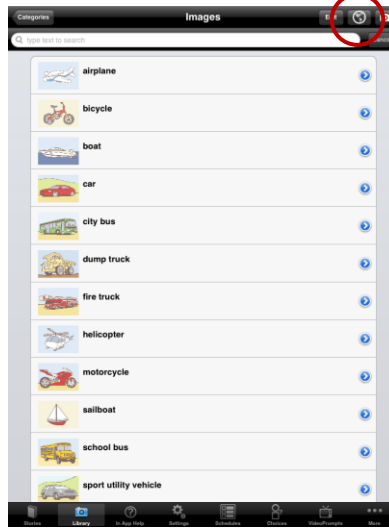 Categories Images
type text to search
airplane
bicycle
boat
car
city bus
dump truck
fire truck
helicopter
motorcycle
sailboat
school bus
sport utility vehicle
Stories Library In App Help Settings Schedules Choices VideoPrompts More